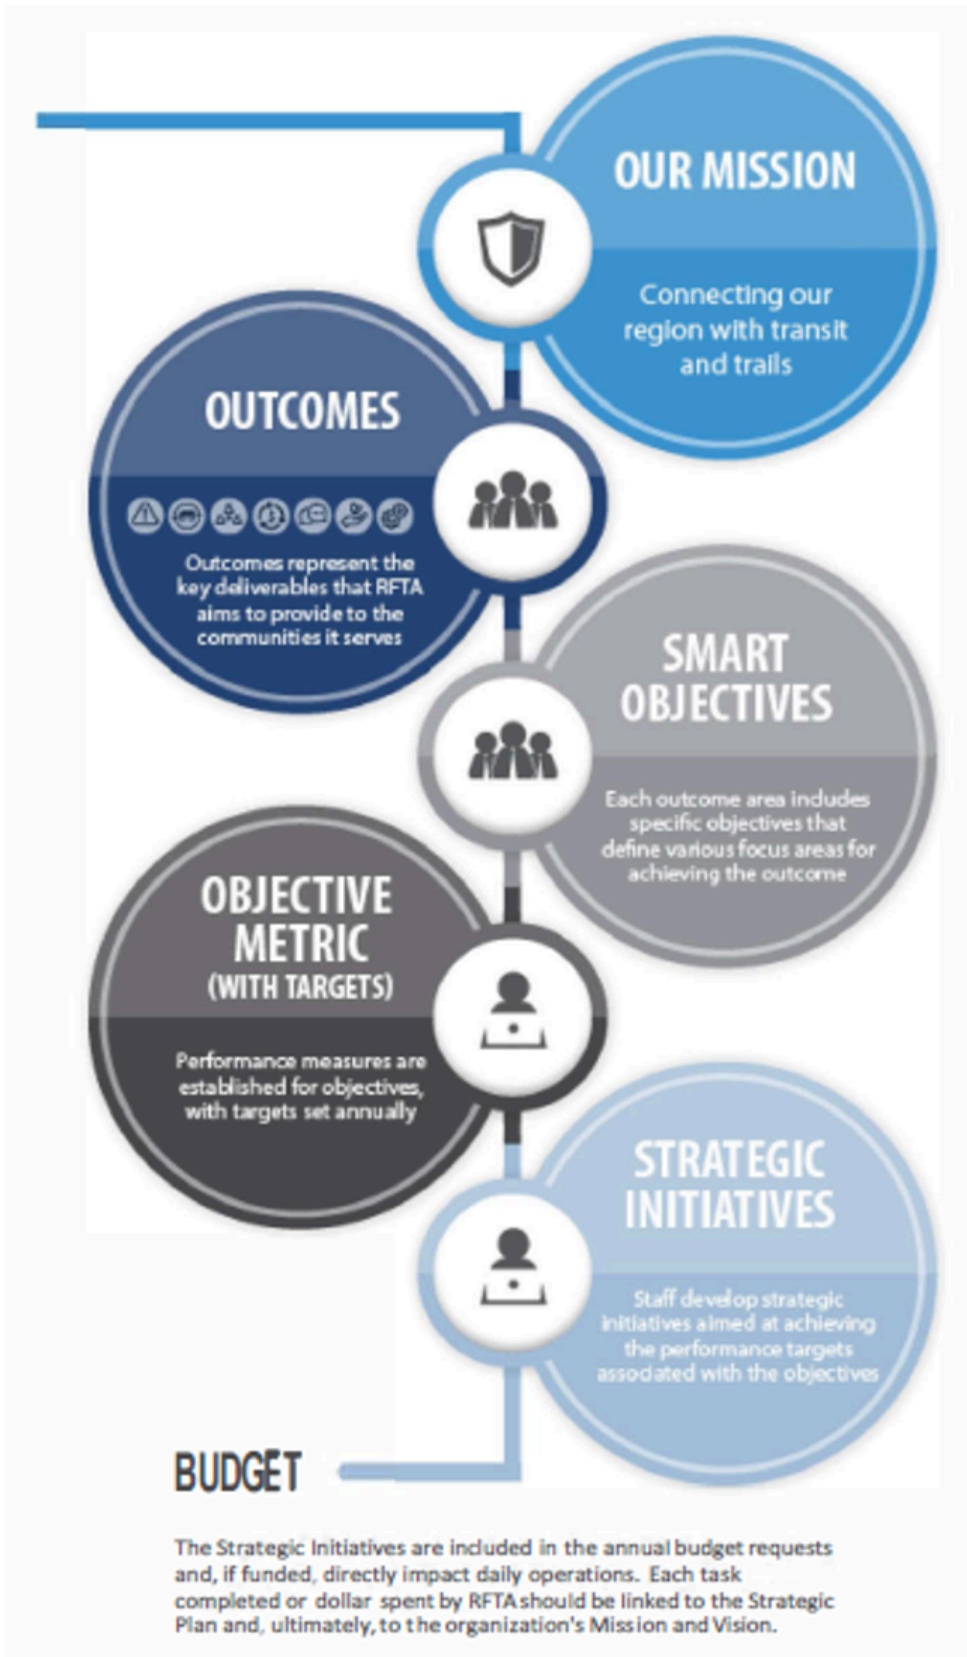 OUR MISSION
Connecting our
region with transit
and trails
OUTCOMES
Outcomes represent the
key deliverables that RFTA
aims to provide to the
communities it serves
SMART
OBJECTIVES
Each outcome area includes
specific objectives that
define various focus areas for
achieving the outcome
OBJECTIVE
METRIC
(WITH TARGETS)
Performance measures are
established for objectives,
with targets set annually
STRATEGIC
INITIATIVES
Staff develop strategic
initiatives aimed at achieving
the performance targets
associated with the objectives
BUDGET
The Strategic Initiatives are included in the annual budget requests
and, if funded, directly impact daily operations. Each task
completed or dollar spent by RFTA should be linked to the Strategic
Plan and, ultimately, to the organization's Mission and Vision.